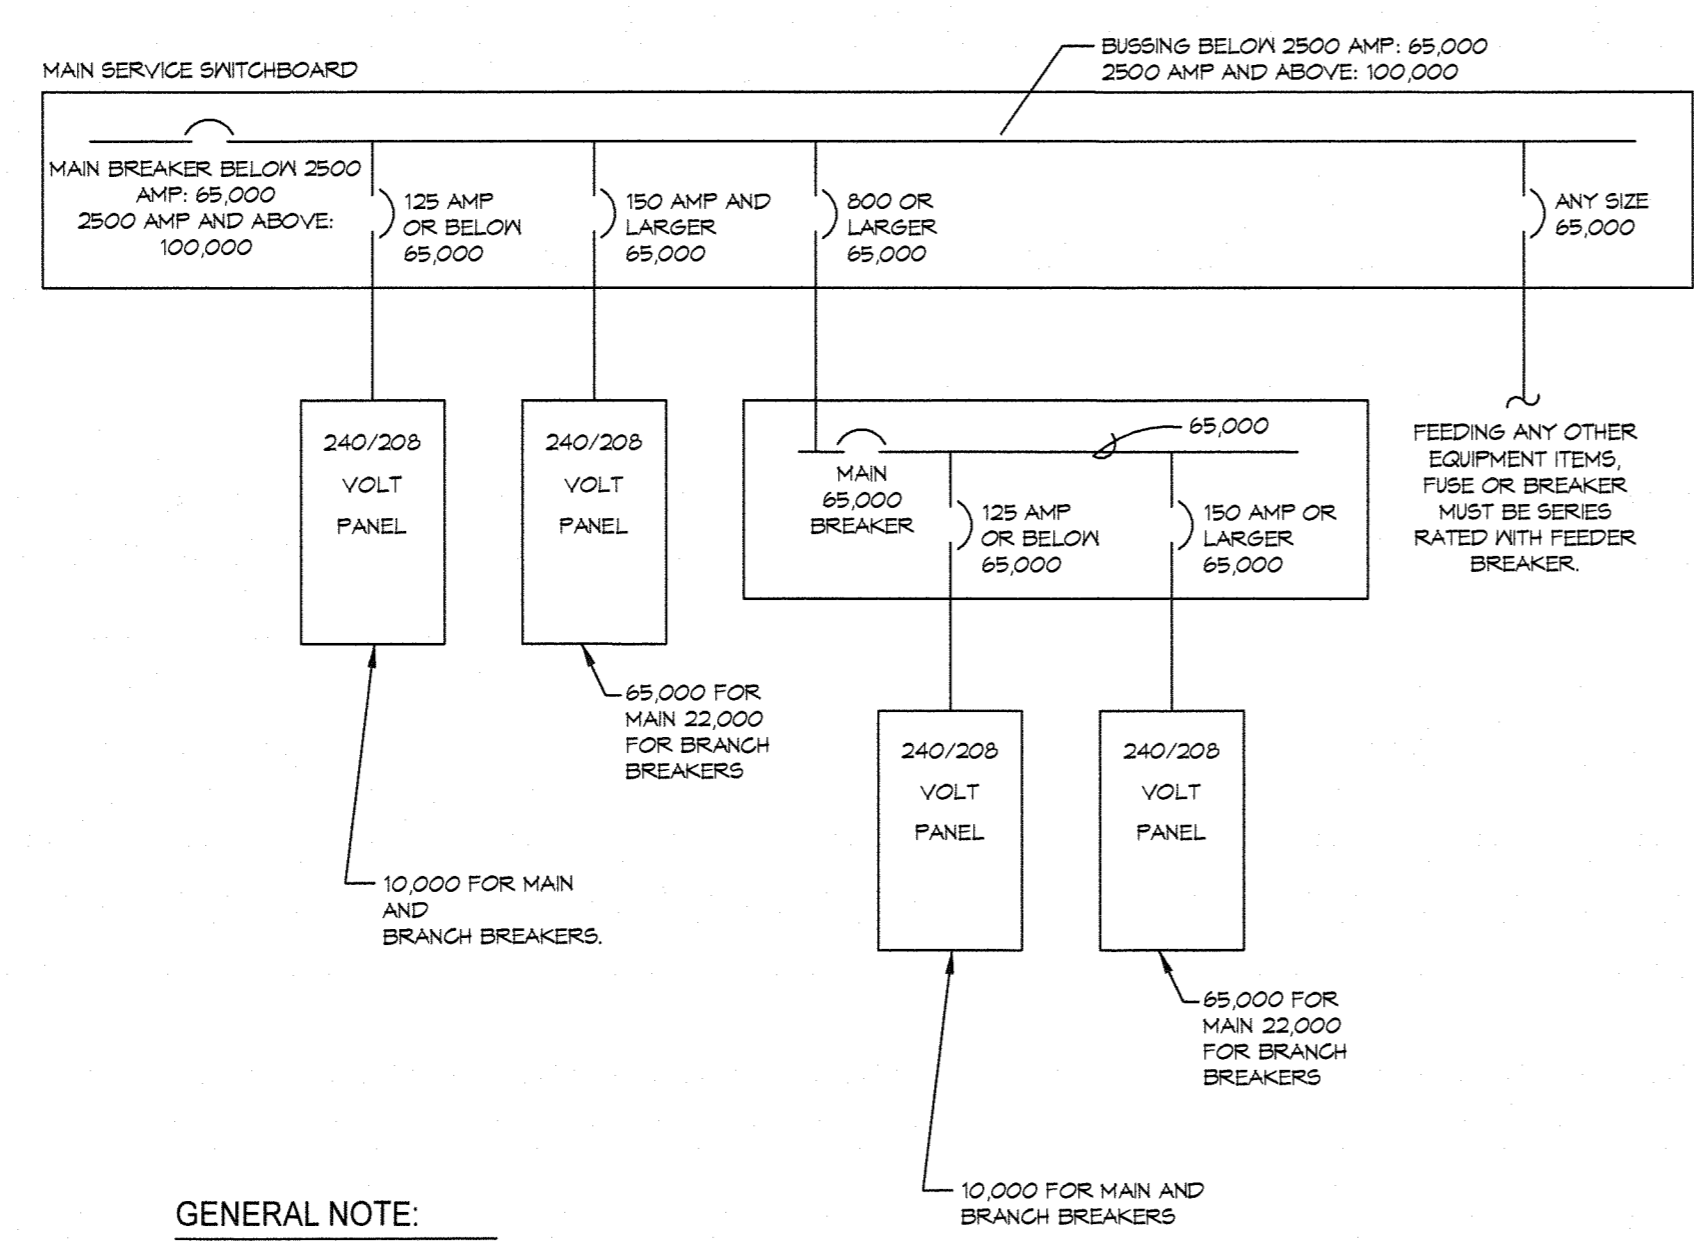 BUSSING BELOW 2500 AMP: 65,000
2500 AMP AND ABOVE: 100,000
MAIN SERVICE SWITCHBOARD
MAIN BREAKER BELOW 2500
AMP: 65,000
2500 AMP AND ABOVE:
100,000
125 AMP
OR BELOW
65,000
150 AMP AND
LARGER
65,000
800 OR
LARGER
65,000
ANY SIZE
65,000
240/208
VOLT
PANEL
240/208
VOLT
PANEL
65,000
MAIN
65,000
BREAKER
125 AMP
OR BELOW
65,000
150 AMP OR
LARGER
65,000
FEEDING ANY OTHER
EQUIPMENT ITEMS,
FUSE OR BREAKER
MUST BE SERIES
RATED WITH FEEDER
BREAKER.
65,000 FOR
MAIN 22,000
FOR BRANCH
BREAKERS
240/208
VOLT
PANEL
240/208
VOLT
PANEL
10,000 FOR MAIN
AND
BRANCH BREAKERS.
65,000 FOR
MAIN 22,000
FOR BRANCH
BREAKERS
10,000 FOR MAIN AND
BRANCH BREAKERS
GENERAL NOTE: